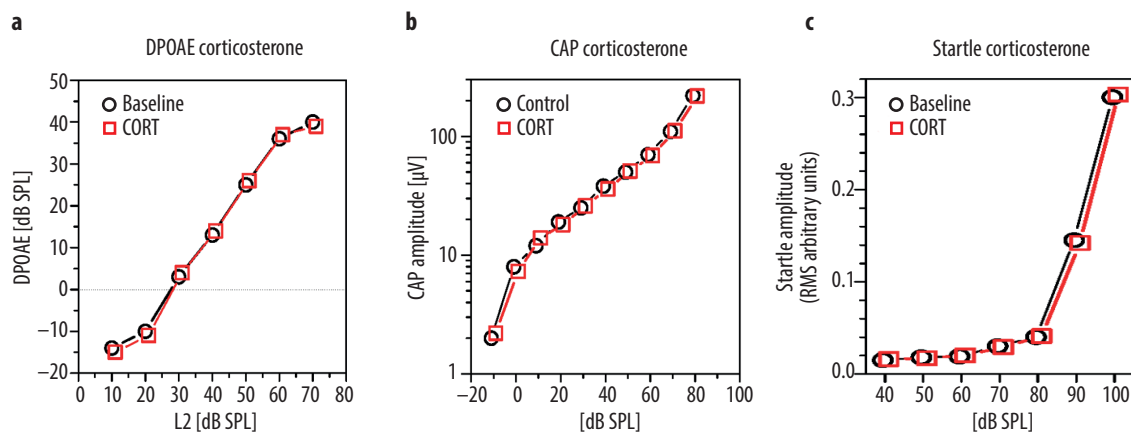 a
DPOAE corticosterone
50
40
30
20
10
0
−10
−20
DPOAE [dB SPL]
Baseline
CORT
0 10 20 30 40 50 60 70 80
L2 [dB SPL]
b
CAP corticosterone
100
10
1
CAP amplitude [µV]
Control
CORT
−20 0 20 40 60 80 100
[dB SPL]
c
Startle corticosterone
0.3
0.2
0.1
0.0
Startle amplitude
(RMS arbitrary units)
Baseline
CORT
40 50 60 70 80 90 100
[dB SPL]